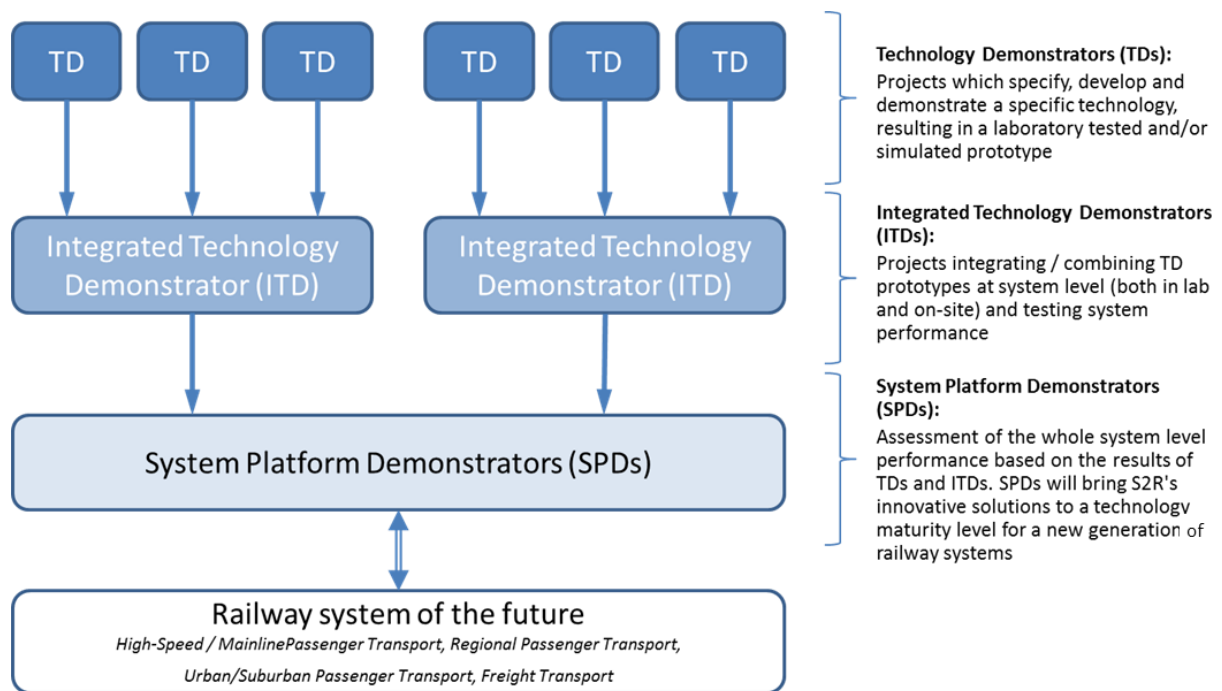 TD TD TD TD TD TD
Integrated Technology
Demonstrator (ITD)
Integrated Technology
Demonstrator (ITD)
System Platform Demonstrators (SPDs)
Railway system of the future
High-Speed / MainlinePassenger Transport, Regional Passenger Transport,
Urban/Suburban Passenger Transport, Freight Transport
Technology Demonstrators (TDs):
Projects which specify, develop and
demonstrate a specific technology,
resulting in a laboratory tested and/or
simulated prototype
Integrated Technology Demonstrators
(ITDs):
Projects integrating / combining TD
prototypes at system level (both in lab
and on-site) and testing system
performance
System Platform Demonstrators
(SPDs):
Assessment of the whole system level
performance based on the results of
TDs and ITDs. SPDs will bring S2R's
innovative solutions to a technology
maturity level for a new generation of
railway systems